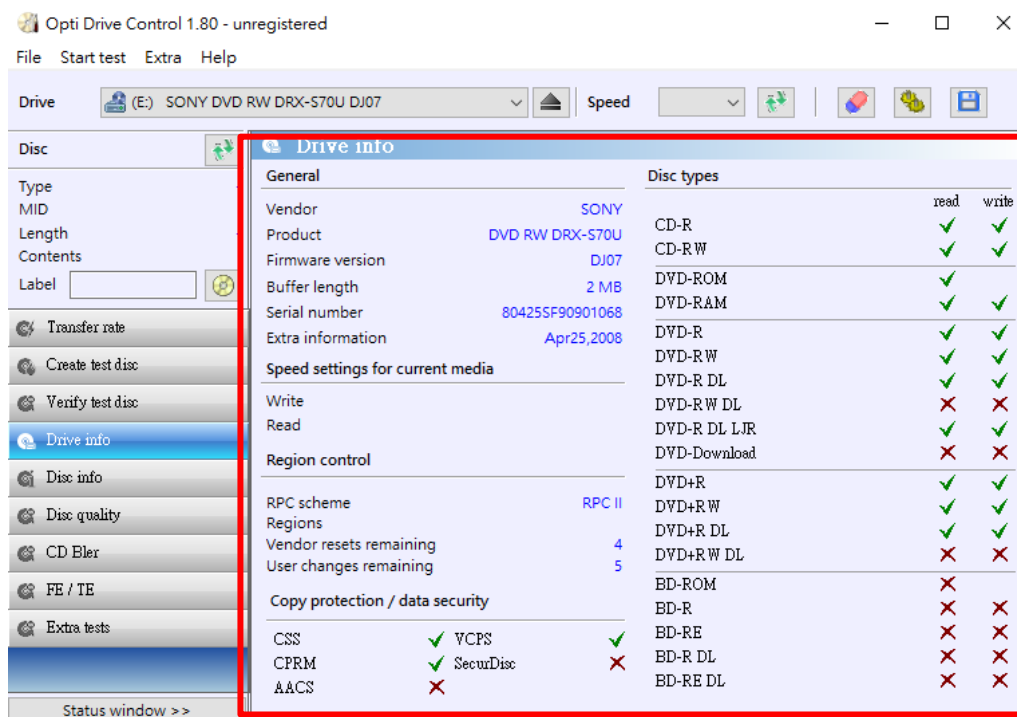 Opti Drive Control 1.80 - unregistered
File Start test Extra Help
Drive (E:) SONY DVD RW DRX-S70U DJ07 Speed
Disc
Type -
MID
Length -
Contents
Label
Transfer rate
Create test disc
Verify test disc
Drive info
Disc info
Disc quality
CD Bler
FE / TE
Extra tests
Status window >>
Drive info
General
Vendor SONY
Product DVD RW DRX-S70U
Firmware version DJ07
Buffer length 2 MB
Serial number 80425SF90901068
Extra information Apr25,2008
Speed settings for current media
Write
Read
Region control
RPC scheme RPC II
Regions
Vendor resets remaining 4
User changes remaining 5
Copy protection / data security
CSS ✓ VCPS ✓
CPRM ✓ SecurDisc ✗
AACS ✗
Disc types
read write
CD-R ✓ ✓
CD-RW ✓ ✓
DVD-ROM ✓
DVD-RAM ✓ ✓
DVD-R ✓ ✓
DVD-RW ✓ ✓
DVD-R DL ✓ ✓
DVD-RW DL ✗ ✗
DVD-R DL LJR ✓ ✓
DVD-Download ✗ ✗
DVD+R ✓ ✓
DVD+RW ✓ ✓
DVD+R DL ✓ ✓
DVD+RW DL ✗ ✗
BD-ROM ✗
BD-R ✗ ✗
BD-RE ✗ ✗
BD-R DL ✗ ✗
BD-RE DL ✗ ✗